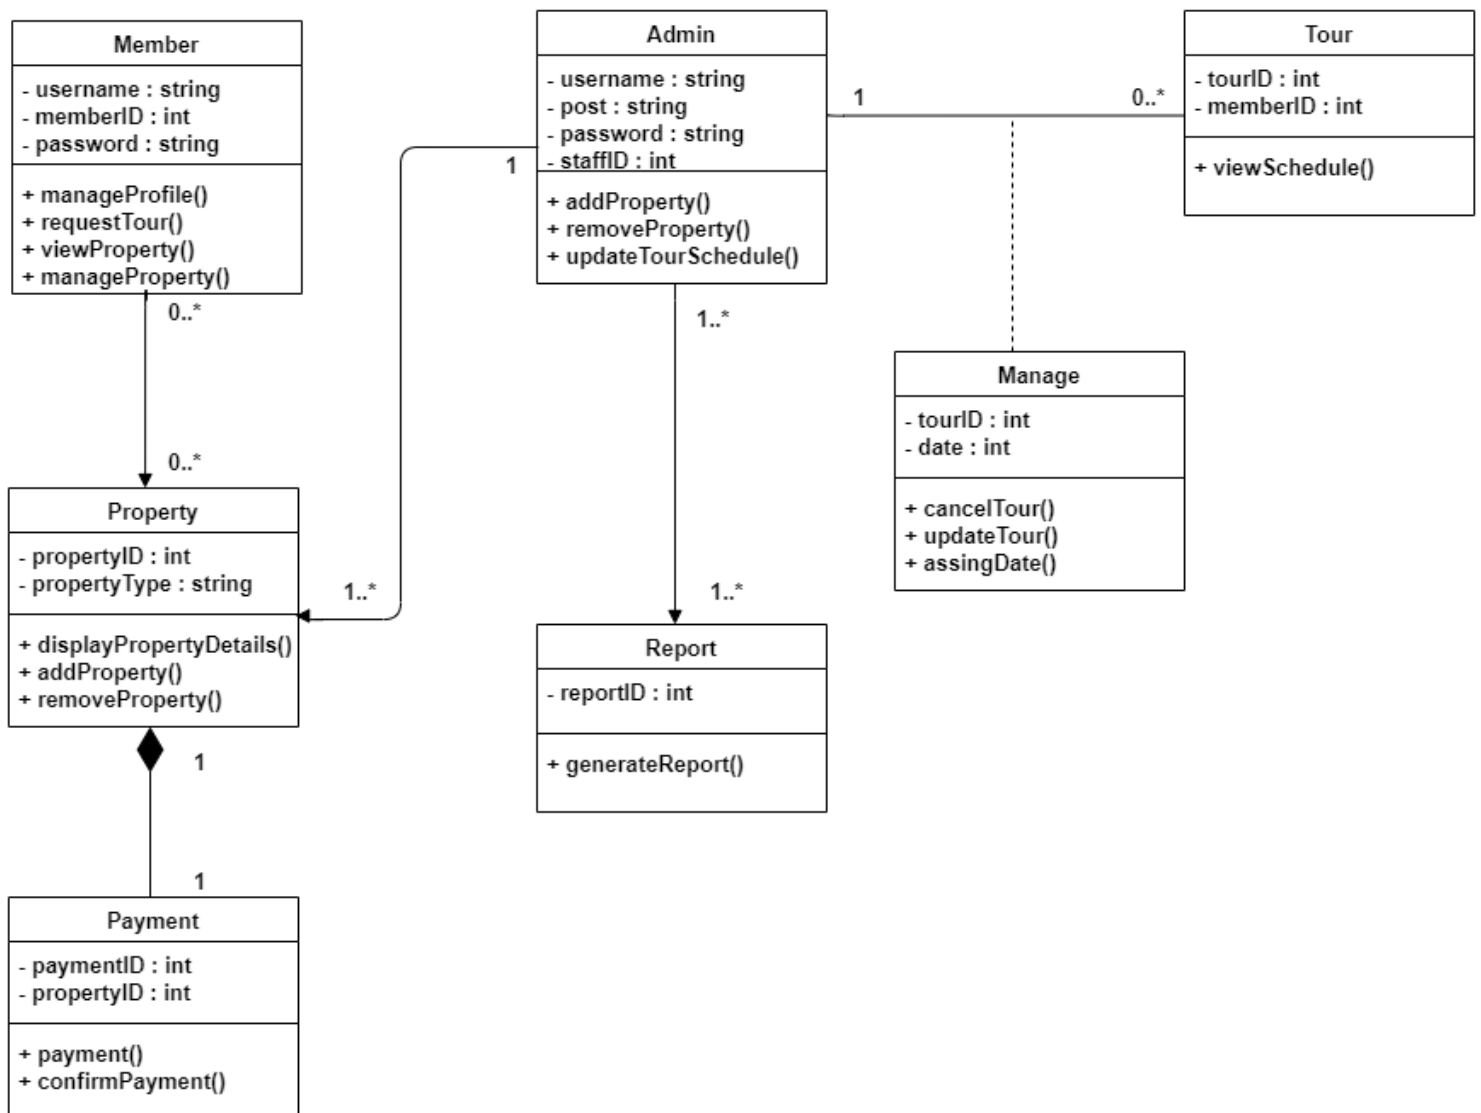 Member
- username : string
- memberID : int
- password : string
+ manageProfile()
+ requestTour()
+ viewProperty()
+ manageProperty()
0..*
0..*
Admin
- username : string
- post : string
- password : string
- staffID : int
+ addProperty()
+ removeProperty()
+ updateTourSchedule()
1
1..*
1
0..*
Tour
- tourID : int
- memberID : int
+ viewSchedule()
1..*
1..*
Manage
- tourID : int
- date : int
+ cancelTour()
+ updateTour()
+ assingDate()
Property
- propertyID : int
- propertyType : string
+ displayPropertyDetails()
+ addProperty()
+ removeProperty()
1
1
Report
- reportID : int
+ generateReport()
Payment
- paymentID : int
- propertyID : int
+ payment()
+ confirmPayment()